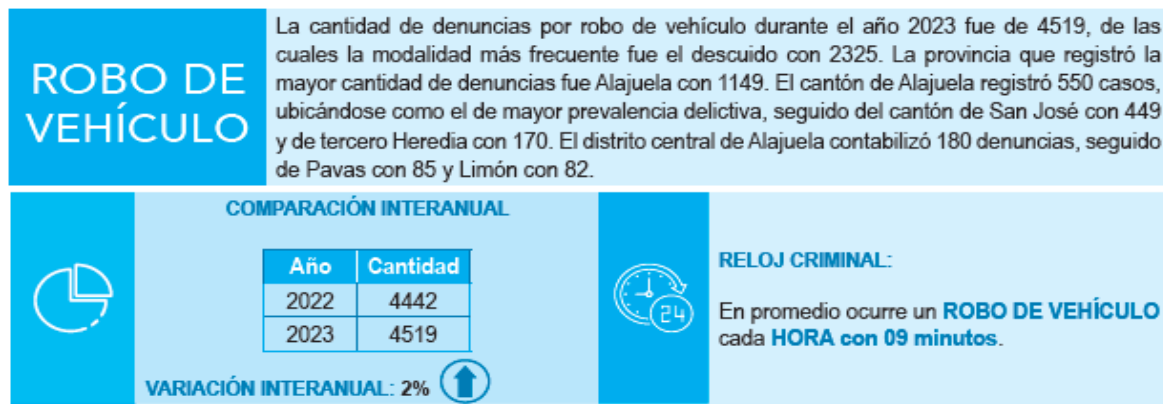 ROBO DE
VEHÍCULO
La cantidad de denuncias por robo de vehículo durante el año 2023 fue de 4519, de las
cuales la modalidad más frecuente fue el descuido con 2325. La provincia que registró la
mayor cantidad de denuncias fue Alajuela con 1149. El cantón de Alajuela registró 550 casos,
ubicándose como el de mayor prevalencia delictiva, seguido del cantón de San José con 449
y de tercero Heredia con 170. El distrito central de Alajuela contabilizó 180 denuncias, seguido
de Pavas con 85 y Limón con 82.
COMPARACIÓN INTERANUAL
Año Cantidad
2022 4442
2023 4519
VARIACIÓN INTERANUAL: 2%
24
RELOJ CRIMINAL:
En promedio ocurre un ROBO DE VEHÍCULO
cada HORA con 09 minutos.